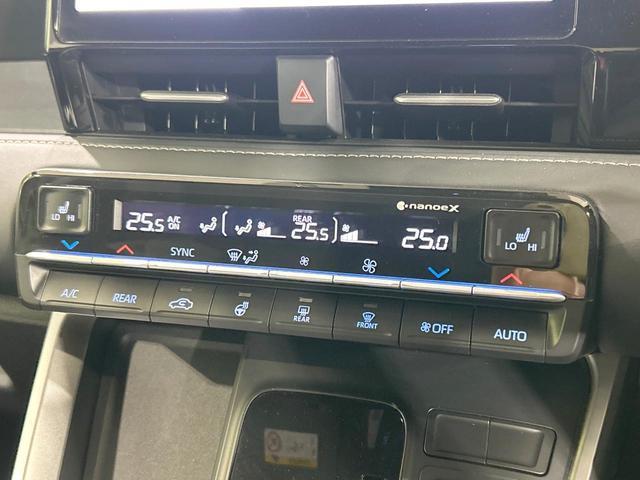 nanoeX
LO HI
25.5 A/C ON REAR 25.5 25.0
LO HI
SYNC
A/C REAR REAR FRONT OFF AUTO